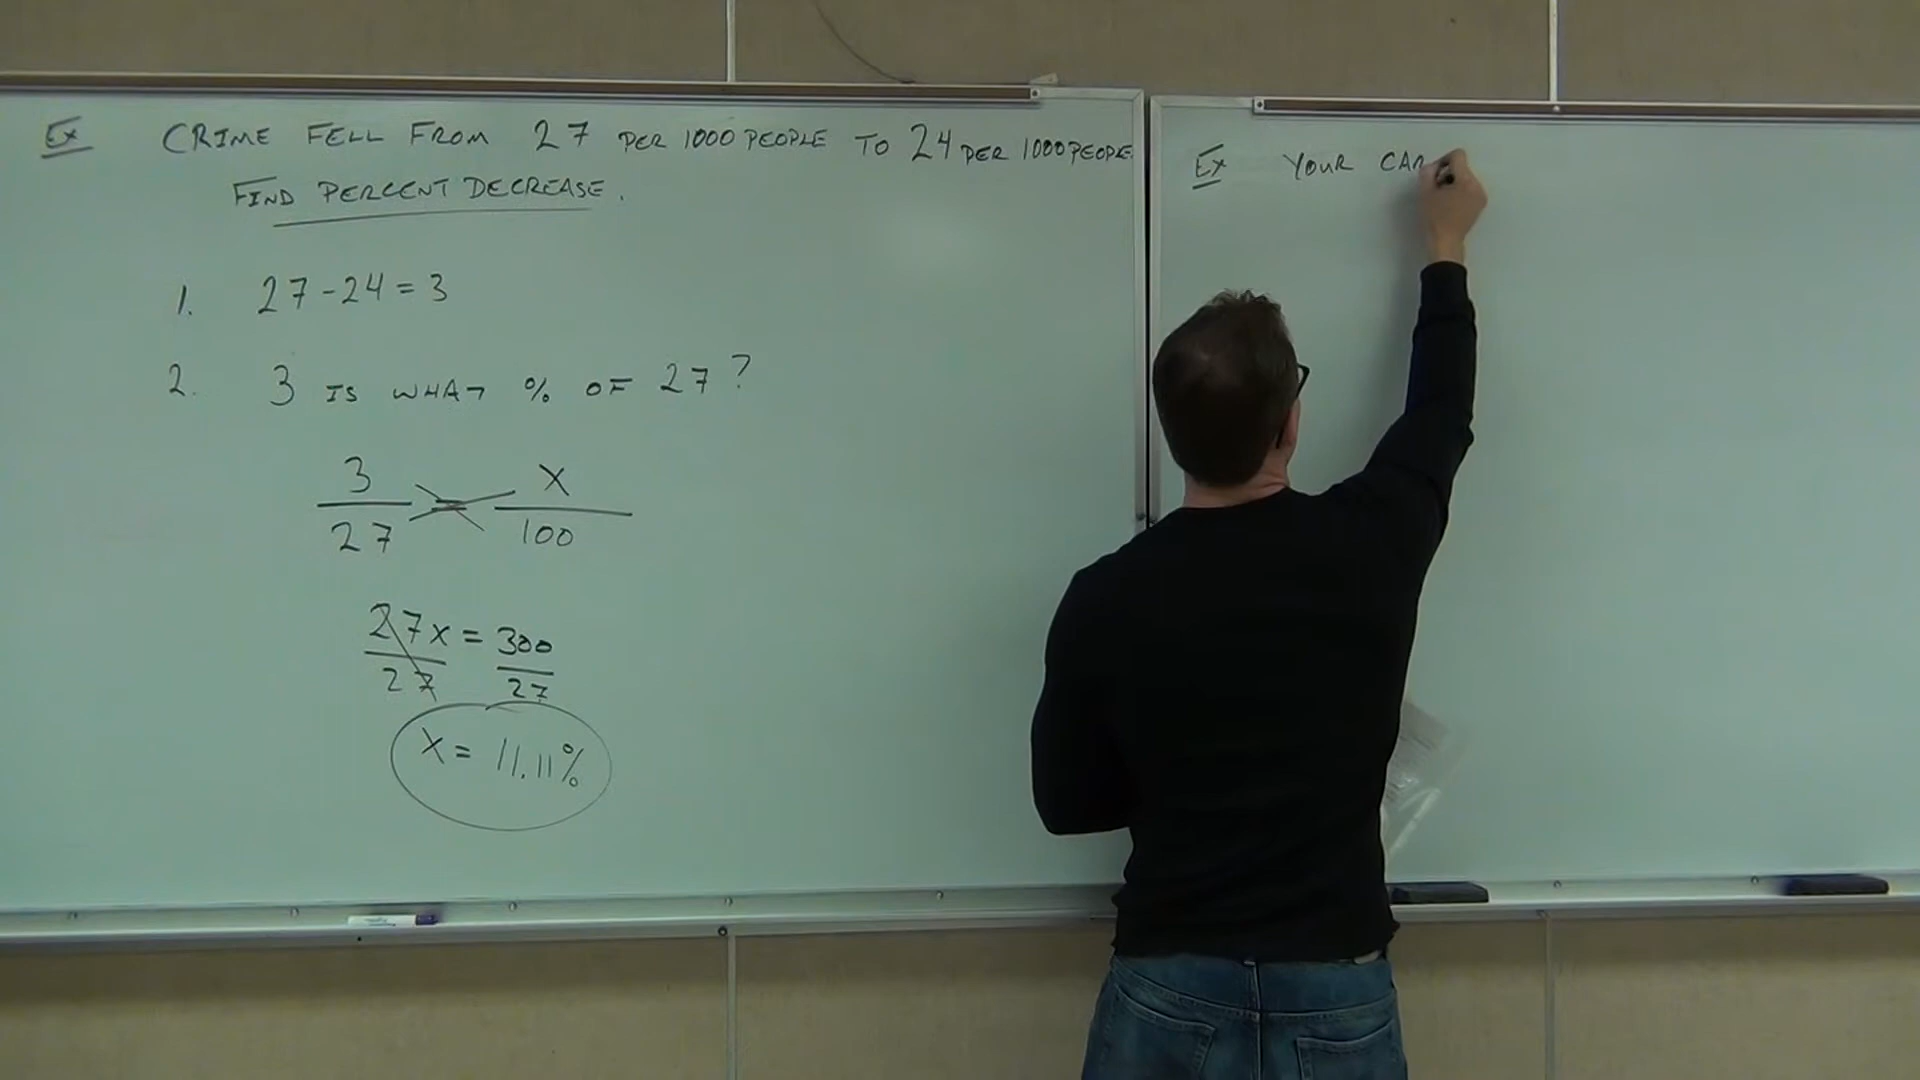 Ex CRIME FELL FROM 27 PER 1000 PEOPLE TO 24 PER 1000 PEOPLE
FIND PERCENT DECREASE.
1. 27-24=3
2. 3 IS WHAT % OF 27?
3 = X
27 100
27x = 300
27 27
X = 11.11%
Ex YOUR CAR